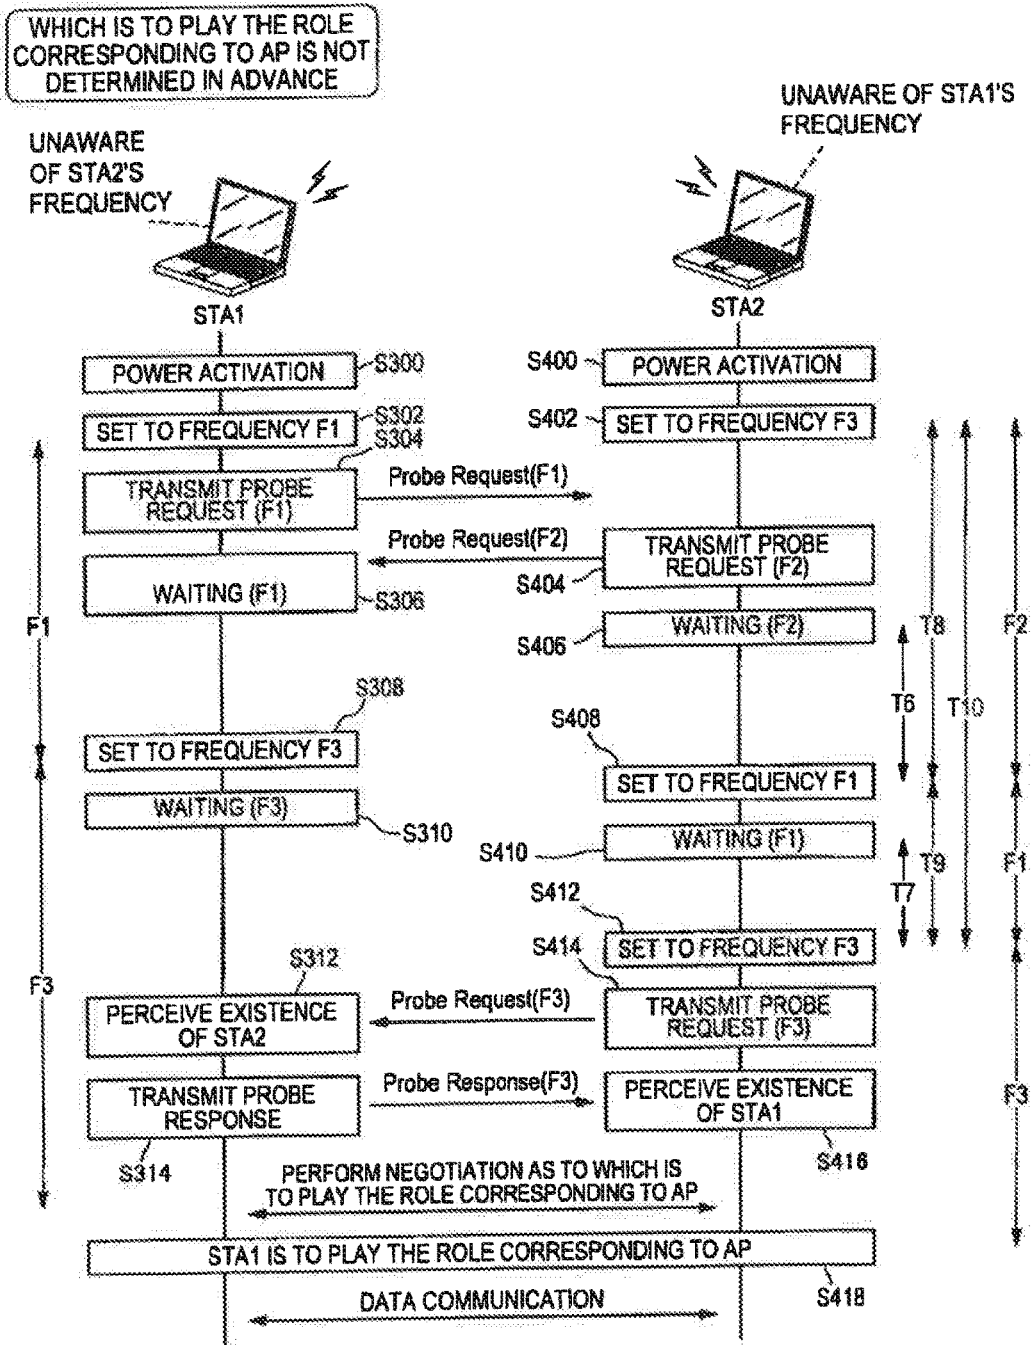 WHICH IS TO PLAY THE ROLE
CORRESPONDING TO AP IS NOT
DETERMINED IN ADVANCE
UNAWARE OF STA1'S
FREQUENCY
UNAWARE
OF STA2'S
FREQUENCY
STA1
STA2
POWER ACTIVATION
S300
S400
POWER ACTIVATION
SET TO FREQUENCY F1
S302
S304
S402
SET TO FREQUENCY F3
TRANSMIT PROBE
REQUEST (F1)
Probe Request(F1)
Probe Request(F2)
TRANSMIT PROBE
REQUEST (F2)
S404
WAITING (F1)
S306
WAITING (F2)
S406
F1
T8
F2
T6
T10
S308
S408
SET TO FREQUENCY F3
SET TO FREQUENCY F1
WAITING (F3)
S310
WAITING (F1)
S410
T9
F1
T7
S412
SET TO FREQUENCY F3
S414
S312
F3
PERCEIVE EXISTENCE
OF STA2
Probe Request(F3)
TRANSMIT PROBE
REQUEST (F3)
TRANSMIT PROBE
RESPONSE
Probe Response(F3)
PERCEIVE EXISTENCE
OF STA1
F3
S314
S416
PERFORM NEGOTIATION AS TO WHICH IS
TO PLAY THE ROLE CORRESPONDING TO AP
STA1 IS TO PLAY THE ROLE CORRESPONDING TO AP
S418
DATA COMMUNICATION